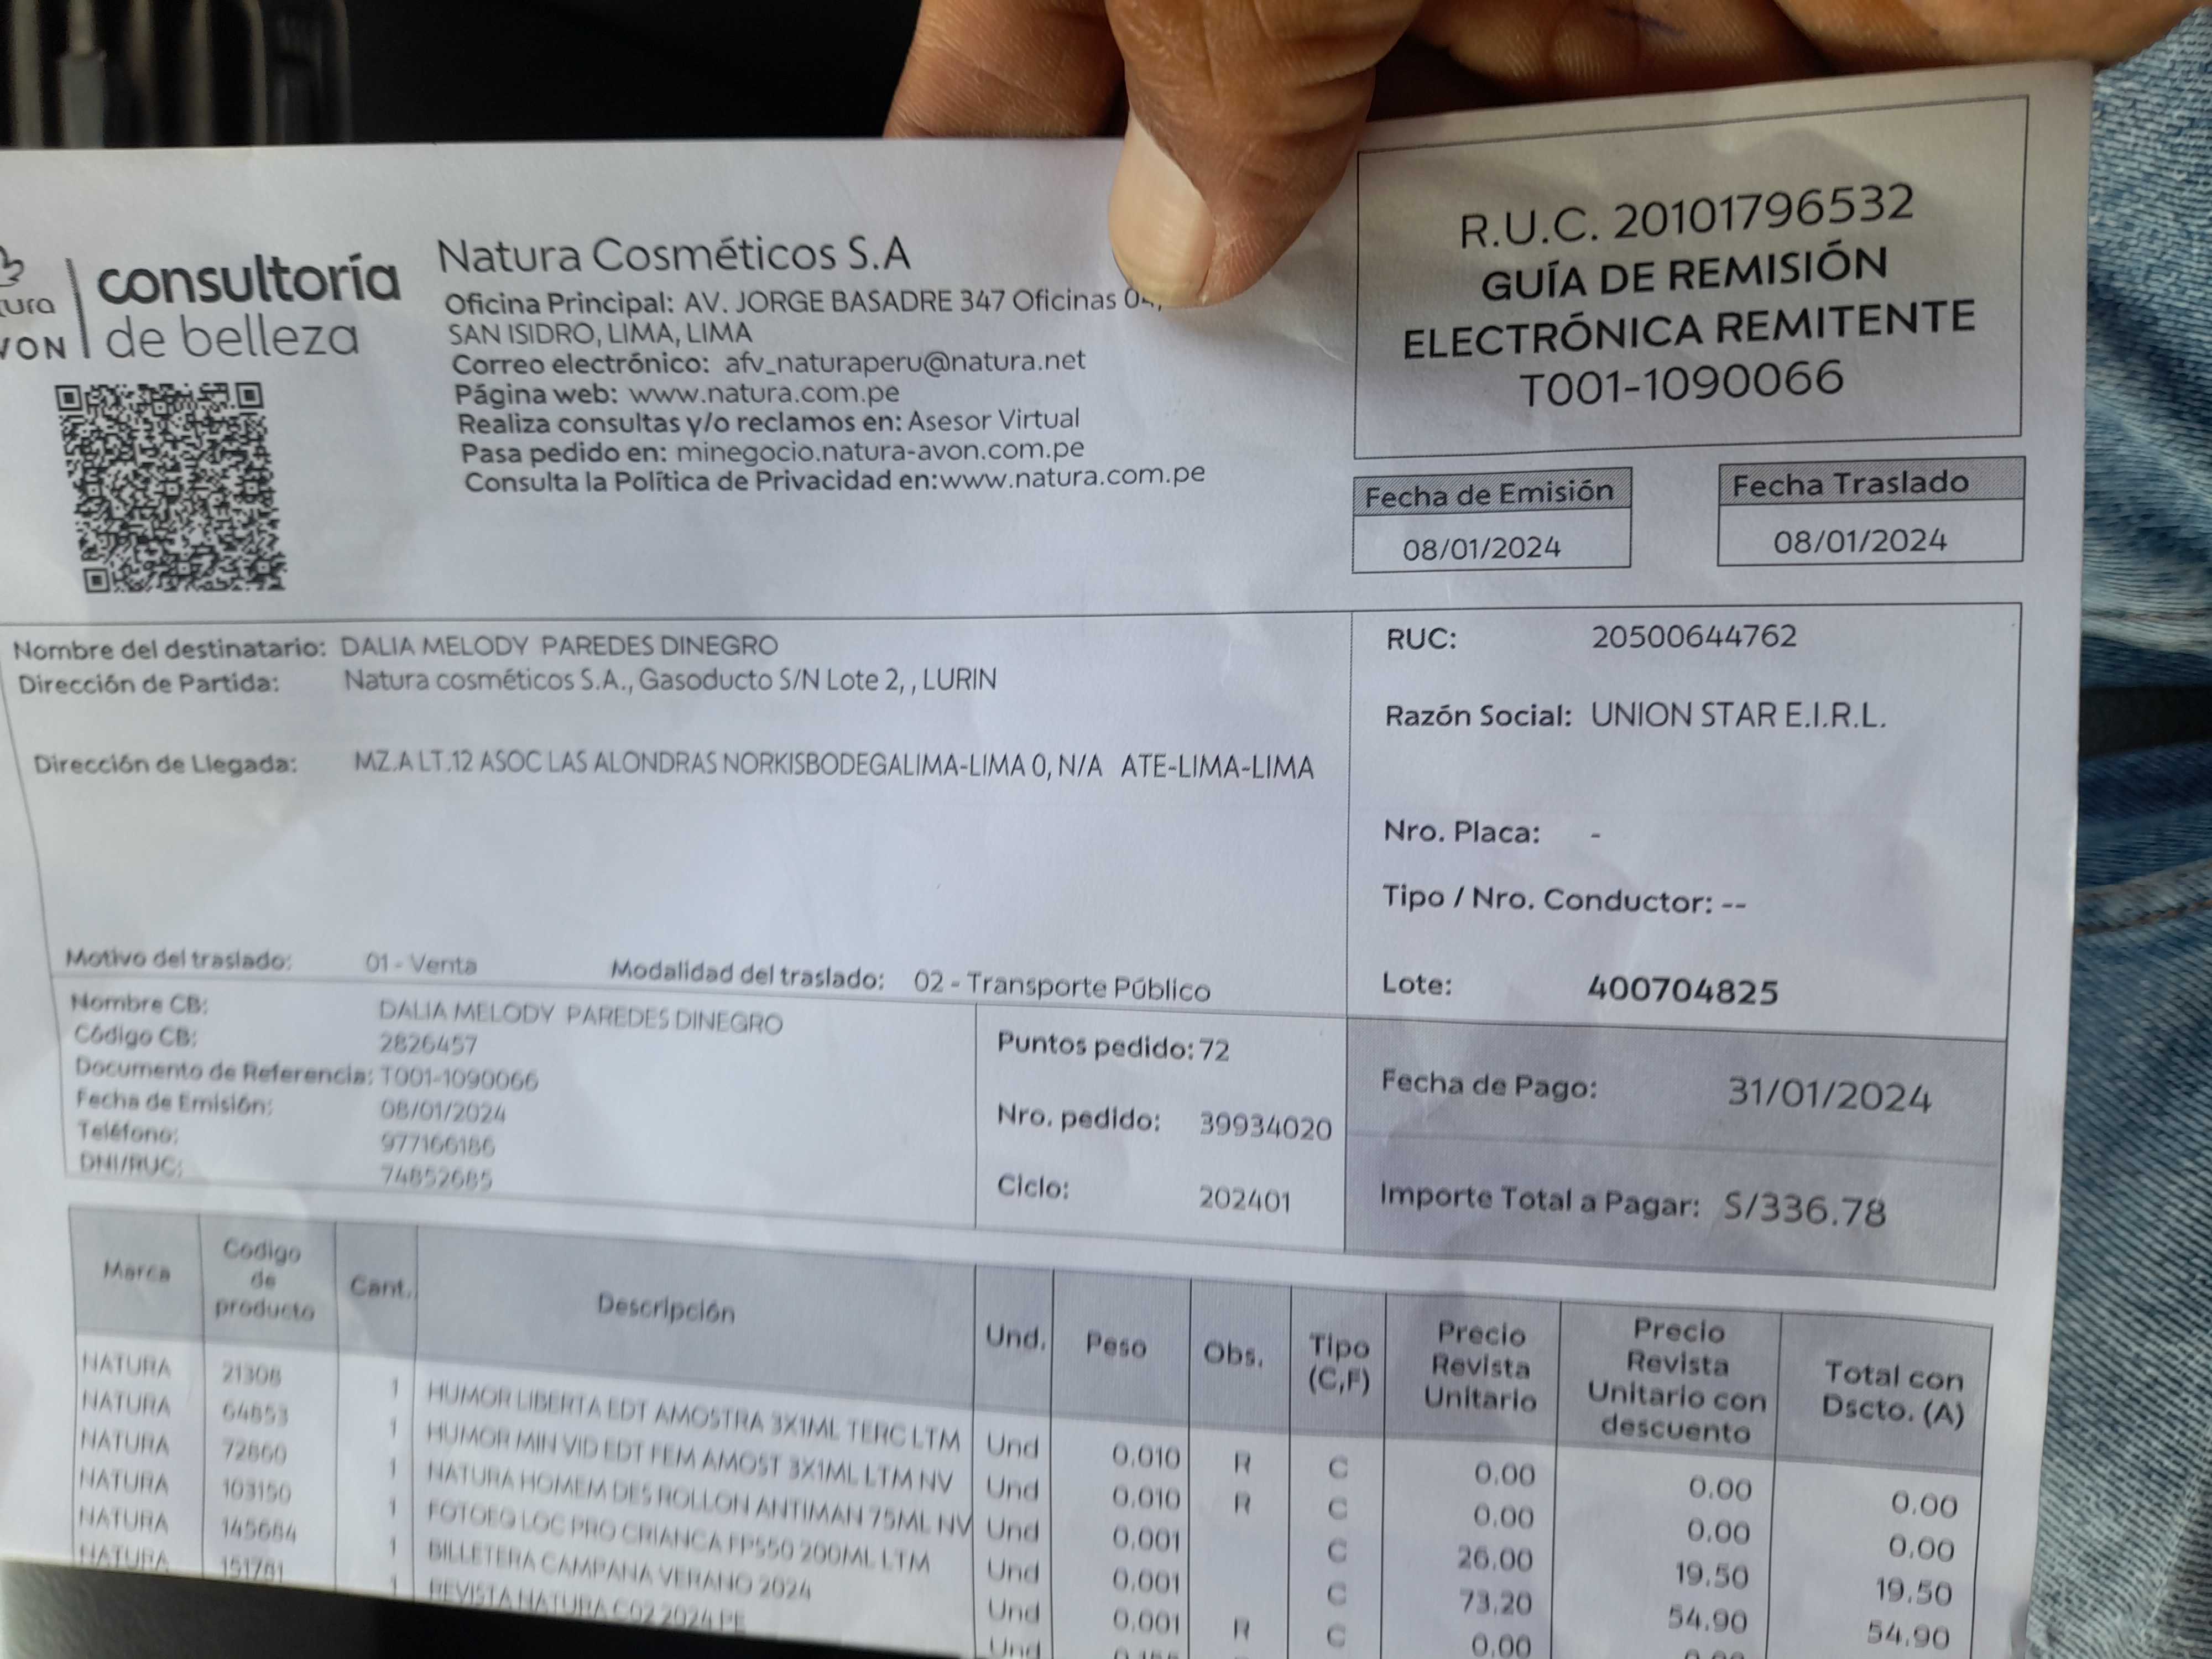 consultoría
de belleza
Natura Cosméticos S.A
Oficina Principal: AV. JORGE BASADRE 347 Oficinas
SAN ISIDRO, LIMA, LIMA
Correo electrónico: afv_naturaperu@natura.net
Página web: www.natura.com.pe
Realiza consultas y/o reclamos en: Asesor Virtual
Pasa pedido en: minegocio.natura-avon.com.pe
Consulta la Política de Privacidad en:www.natura.com.pe
R.U.C. 20101796532
GUÍA DE REMISIÓN
ELECTRÓNICA REMITENTE
T001-1090066
Fecha de Emisión
08/01/2024
Fecha Traslado
08/01/2024
Nombre del destinatario: DALIA MELODY PAREDES DINEGRO
Dirección de Partida: Natura cosméticos S.A., Gasoducto S/N Lote 2, , LURIN
Dirección de Llegada: MZ.A LT.12 ASOC LAS ALONDRAS NORKISBODEGALIMA-LIMA 0, N/A ATE-LIMA-LIMA
Motivo del traslado: 01 - Venta Modalidad del traslado: 02 - Transporte Público
RUC: 20500644762
Razón Social: UNION STAR E.I.R.L.
Nro. Placa: -
Tipo / Nro. Conductor: --
Lote: 400704825
Nombre CB: DALIA MELODY PAREDES DINEGRO
Código CB: 2826457
Documento de Referencia: T001-1090066
Fecha de Emisión: 08/01/2024
Teléfono: 977166186
DNI/RUC: 74852685
Puntos pedido: 72
Nro. pedido: 39934020
Ciclo: 202401
Fecha de Pago: 31/01/2024
Importe Total a Pagar: S/336.78
Marca Codigo de producto Cant. Descripción Und. Peso Obs. Tipo (C,F) Precio Revista Unitario Precio Revista Unitario con descuento Total con Dscto. (A)
NATURA 21308 1 HUMOR LIBERTA EDT AMOSTRA 3X1ML TERC LTM Und 0.010 R C 0.00 0.00 0.00
NATURA 64853 1 HUMOR MIN VID EDT FEM AMOST 3X1ML LTM NV Und 0.010 R C 0.00 0.00 0.00
NATURA 72860 1 NATURA HOMEM DES ROLLON ANTIMAN 75ML NV Und 0.001 C 26.00 19.50 19.50
NATURA 103150 1 FOTOEQ LOC PRO CRIANCA FPS50 200ML LTM Und 0.001 C 73.20 54.90 54.90
NATURA 145684 1 BILLETERA CAMPANA VERANO 2024 Und 0.001 R C 0.00
NATURA 151781 1 REVISTA NATURA C02 2024 PE Und